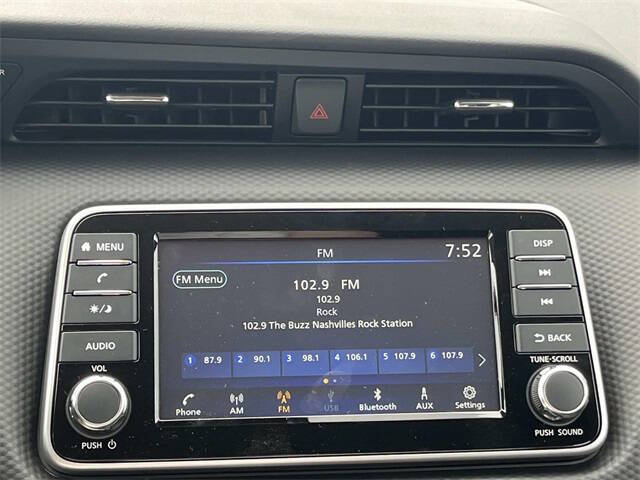 R
MENU
AUDIO
VOL
PUSH
FM
7:52
FM Menu
102.9 FM
102.9
Rock
102.9 The Buzz Nashvilles Rock Station
1 87.9 2 90.1 3 98.1 4 106.1 5 107.9 6 107.9
Phone AM FM USB Bluetooth AUX Settings
DISP
BACK
TUNE-SCROLL
PUSH SOUND